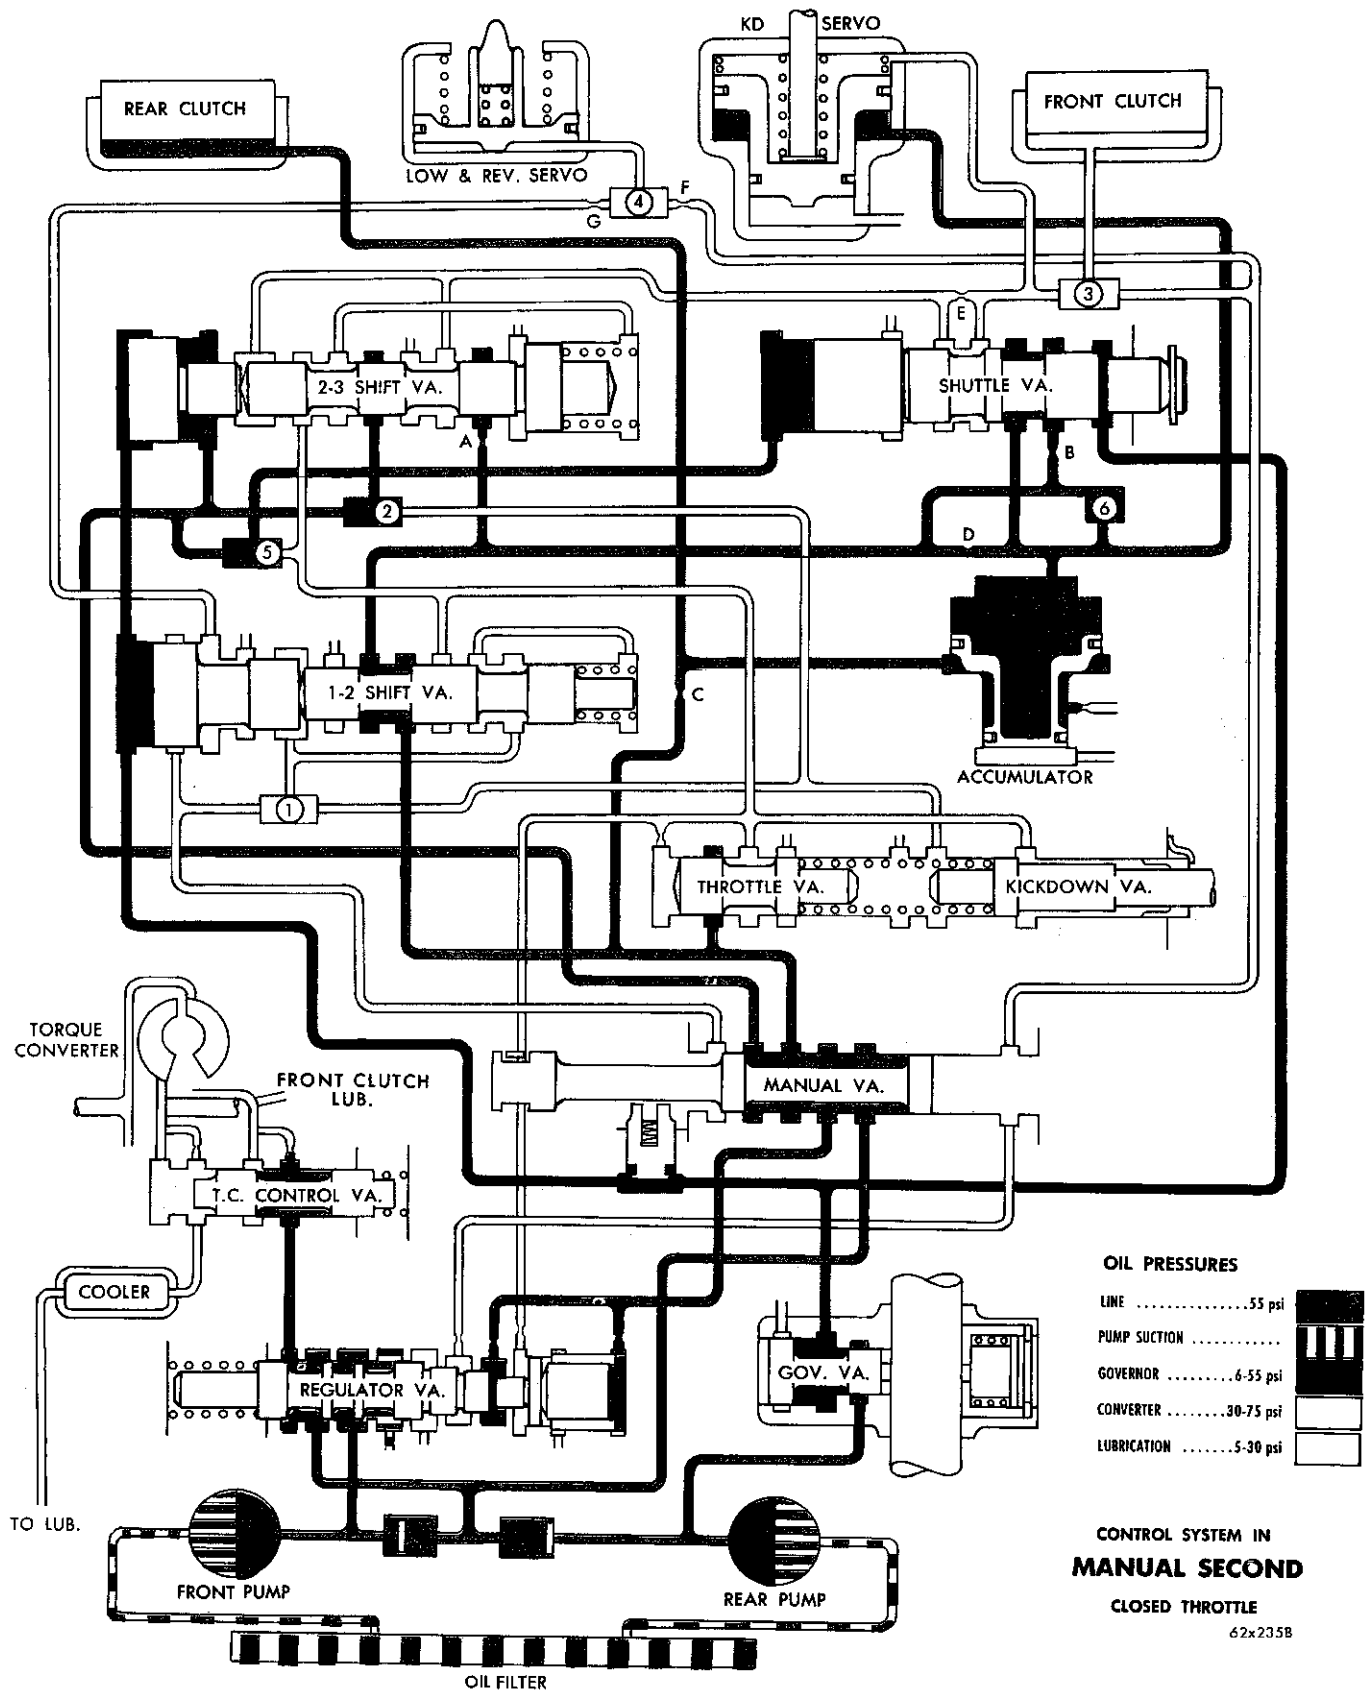 KD SERVO
REAR CLUTCH
FRONT CLUTCH
LOW & REV. SERVO
4
F
G
3
E
2-3 SHIFT VA.
SHUTTLE VA.
A
B
2
6
5
D
1-2 SHIFT VA.
C
ACCUMULATOR
1
THROTTLE VA.
KICKDOWN VA.
TORQUE
CONVERTER
FRONT CLUTCH
LUB.
MANUAL VA.
T.C. CONTROL VA.
COOLER
OIL PRESSURES
LINE ...............55 psi
PUMP SUCTION ............
GOVERNOR .........6-55 psi
CONVERTER ........30-75 psi
LUBRICATION .......5-30 psi
REGULATOR VA.
GOV. VA.
TO LUB.
FRONT PUMP
REAR PUMP
CONTROL SYSTEM IN
MANUAL SECOND
CLOSED THROTTLE
62x235B
OIL FILTER